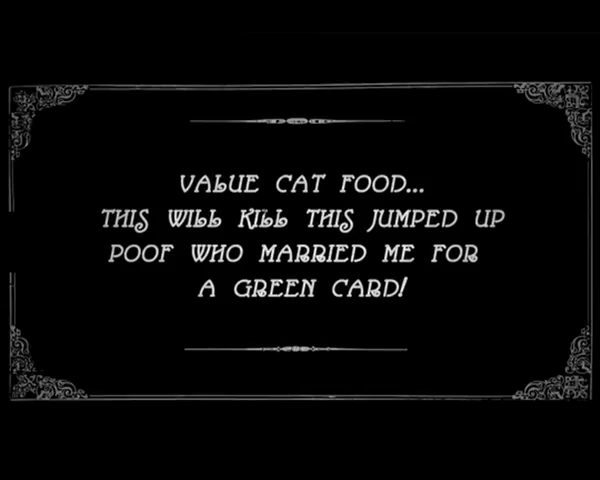 VALUE CAT FOOD...
THIS WILL KILL THIS JUMPED UP
POOF WHO MARRIED ME FOR
A GREEN CARD!